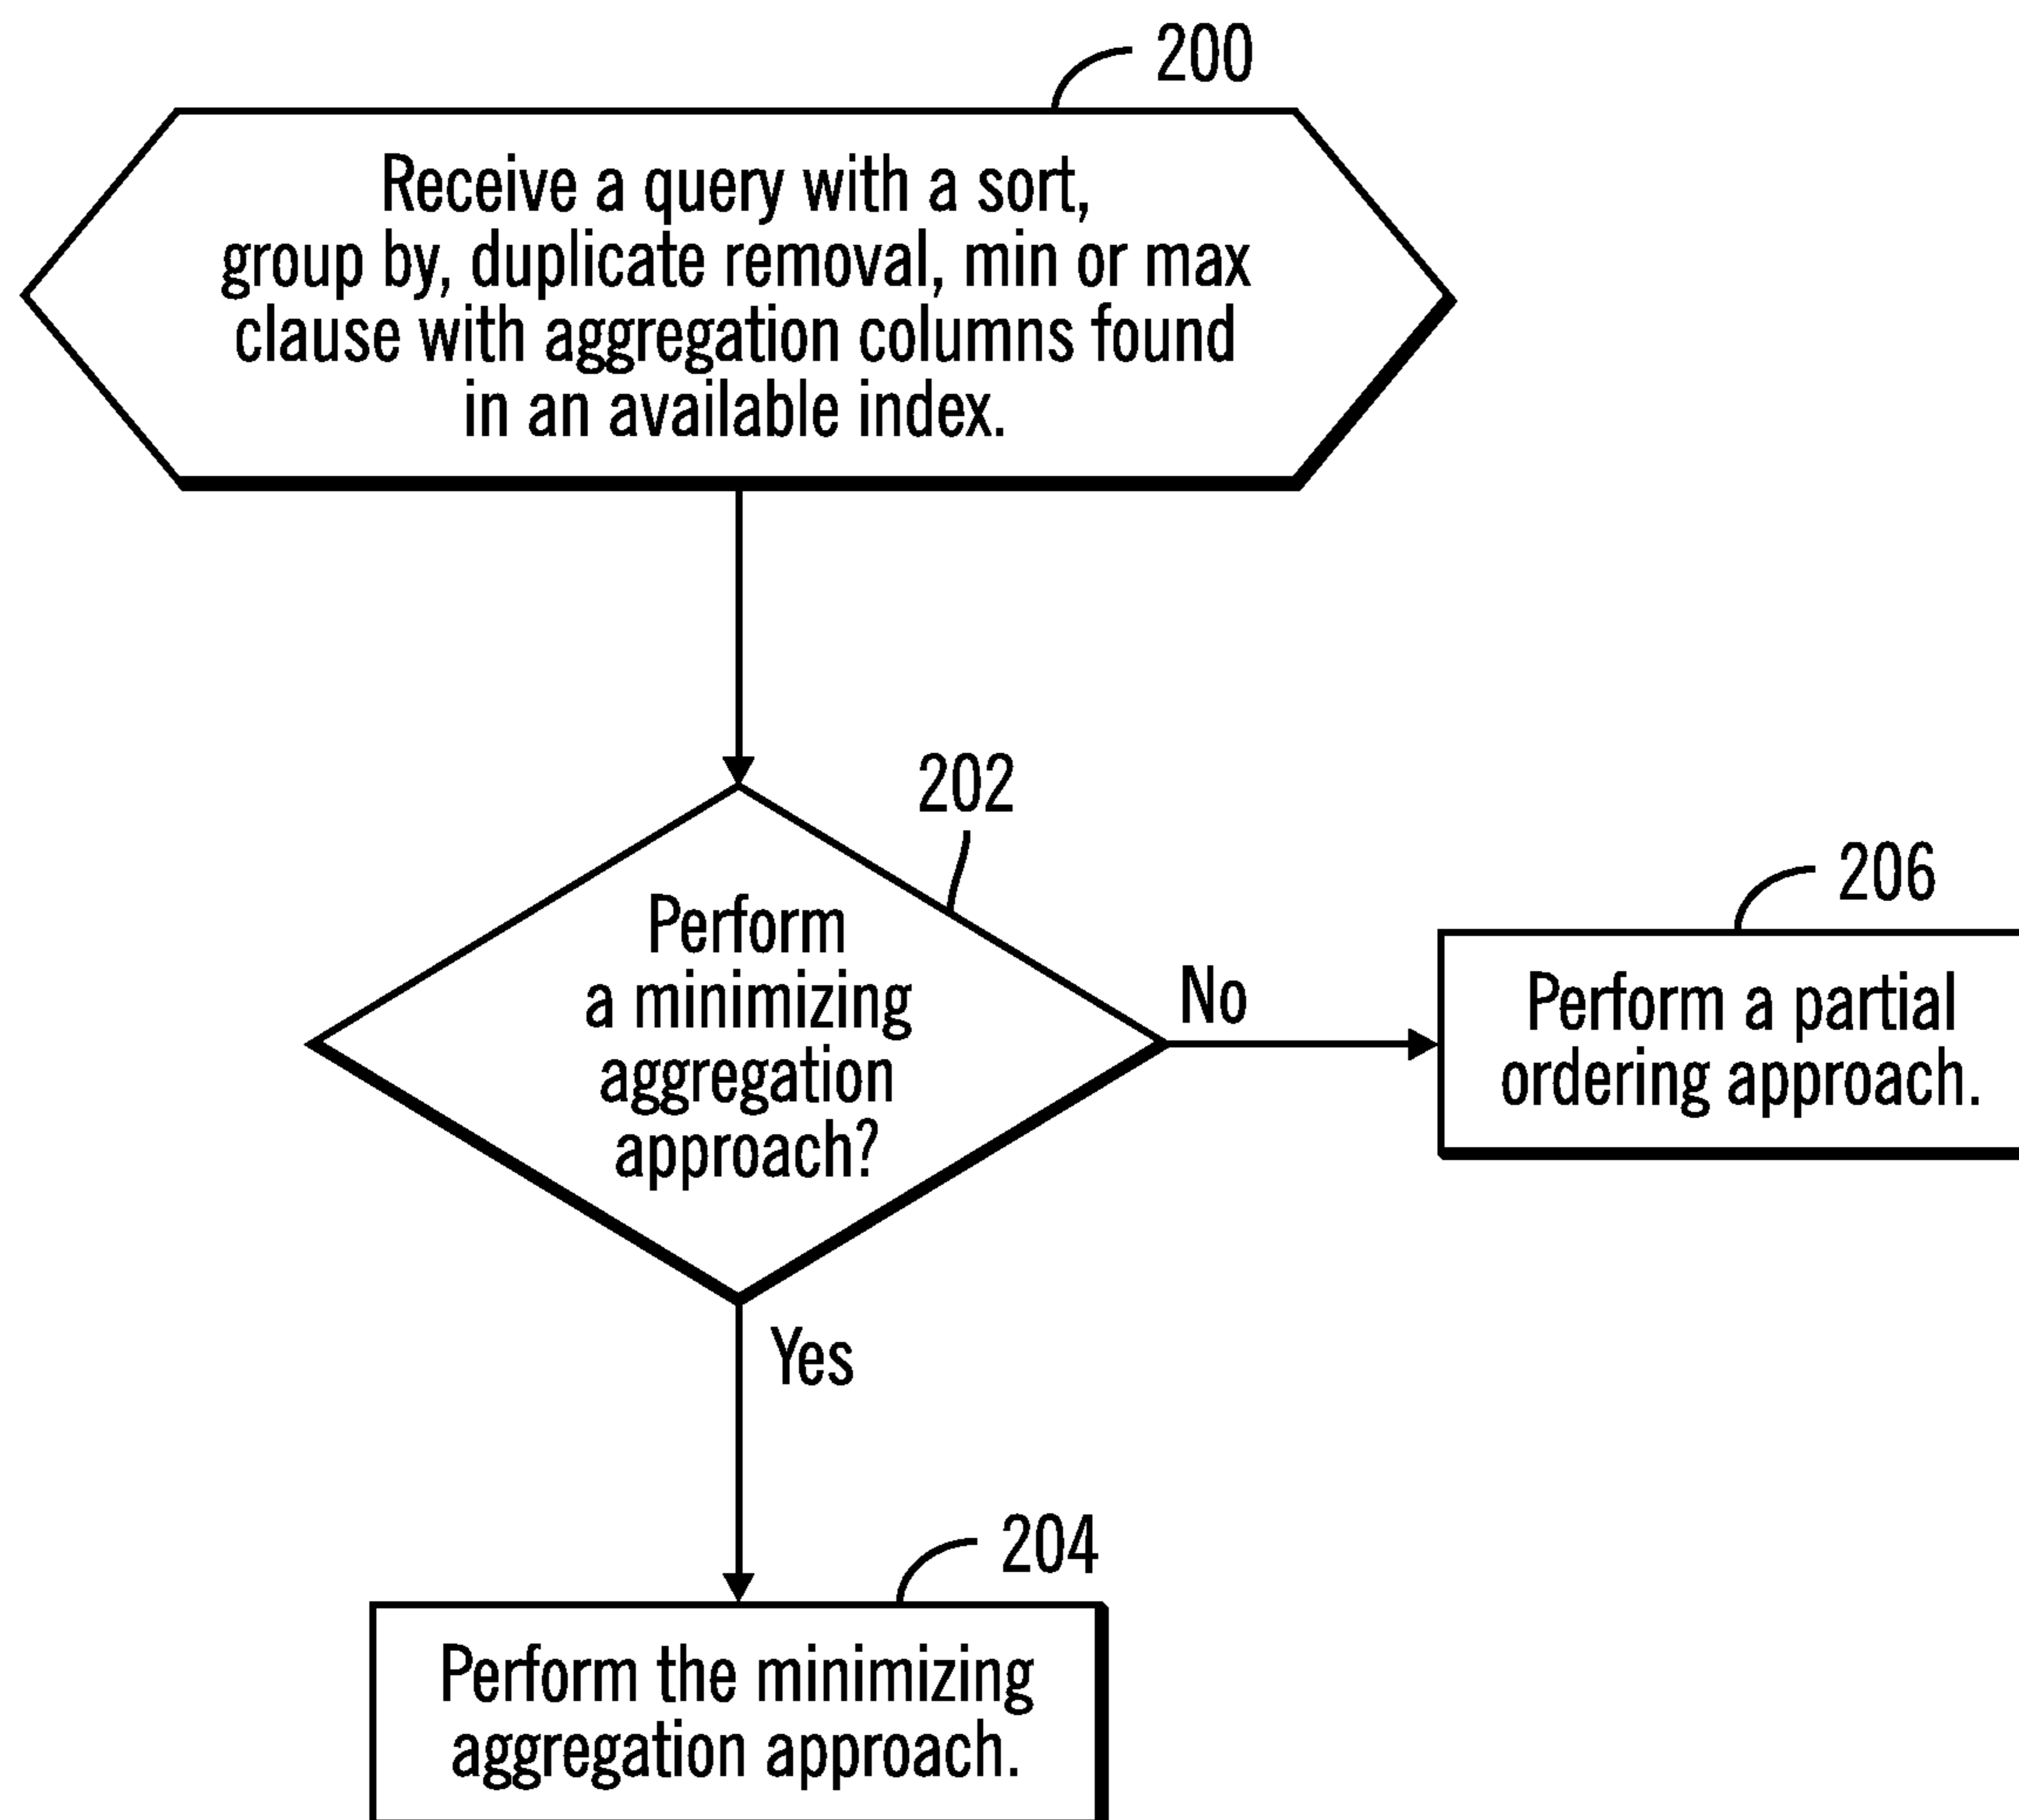 200
Receive a query with a sort,
group by, duplicate removal, min or max
clause with aggregation columns found
in an available index.
202
Perform
a minimizing
aggregation
approach?
No
206
Perform a partial
ordering approach.
Yes
204
Perform the minimizing
aggregation approach.